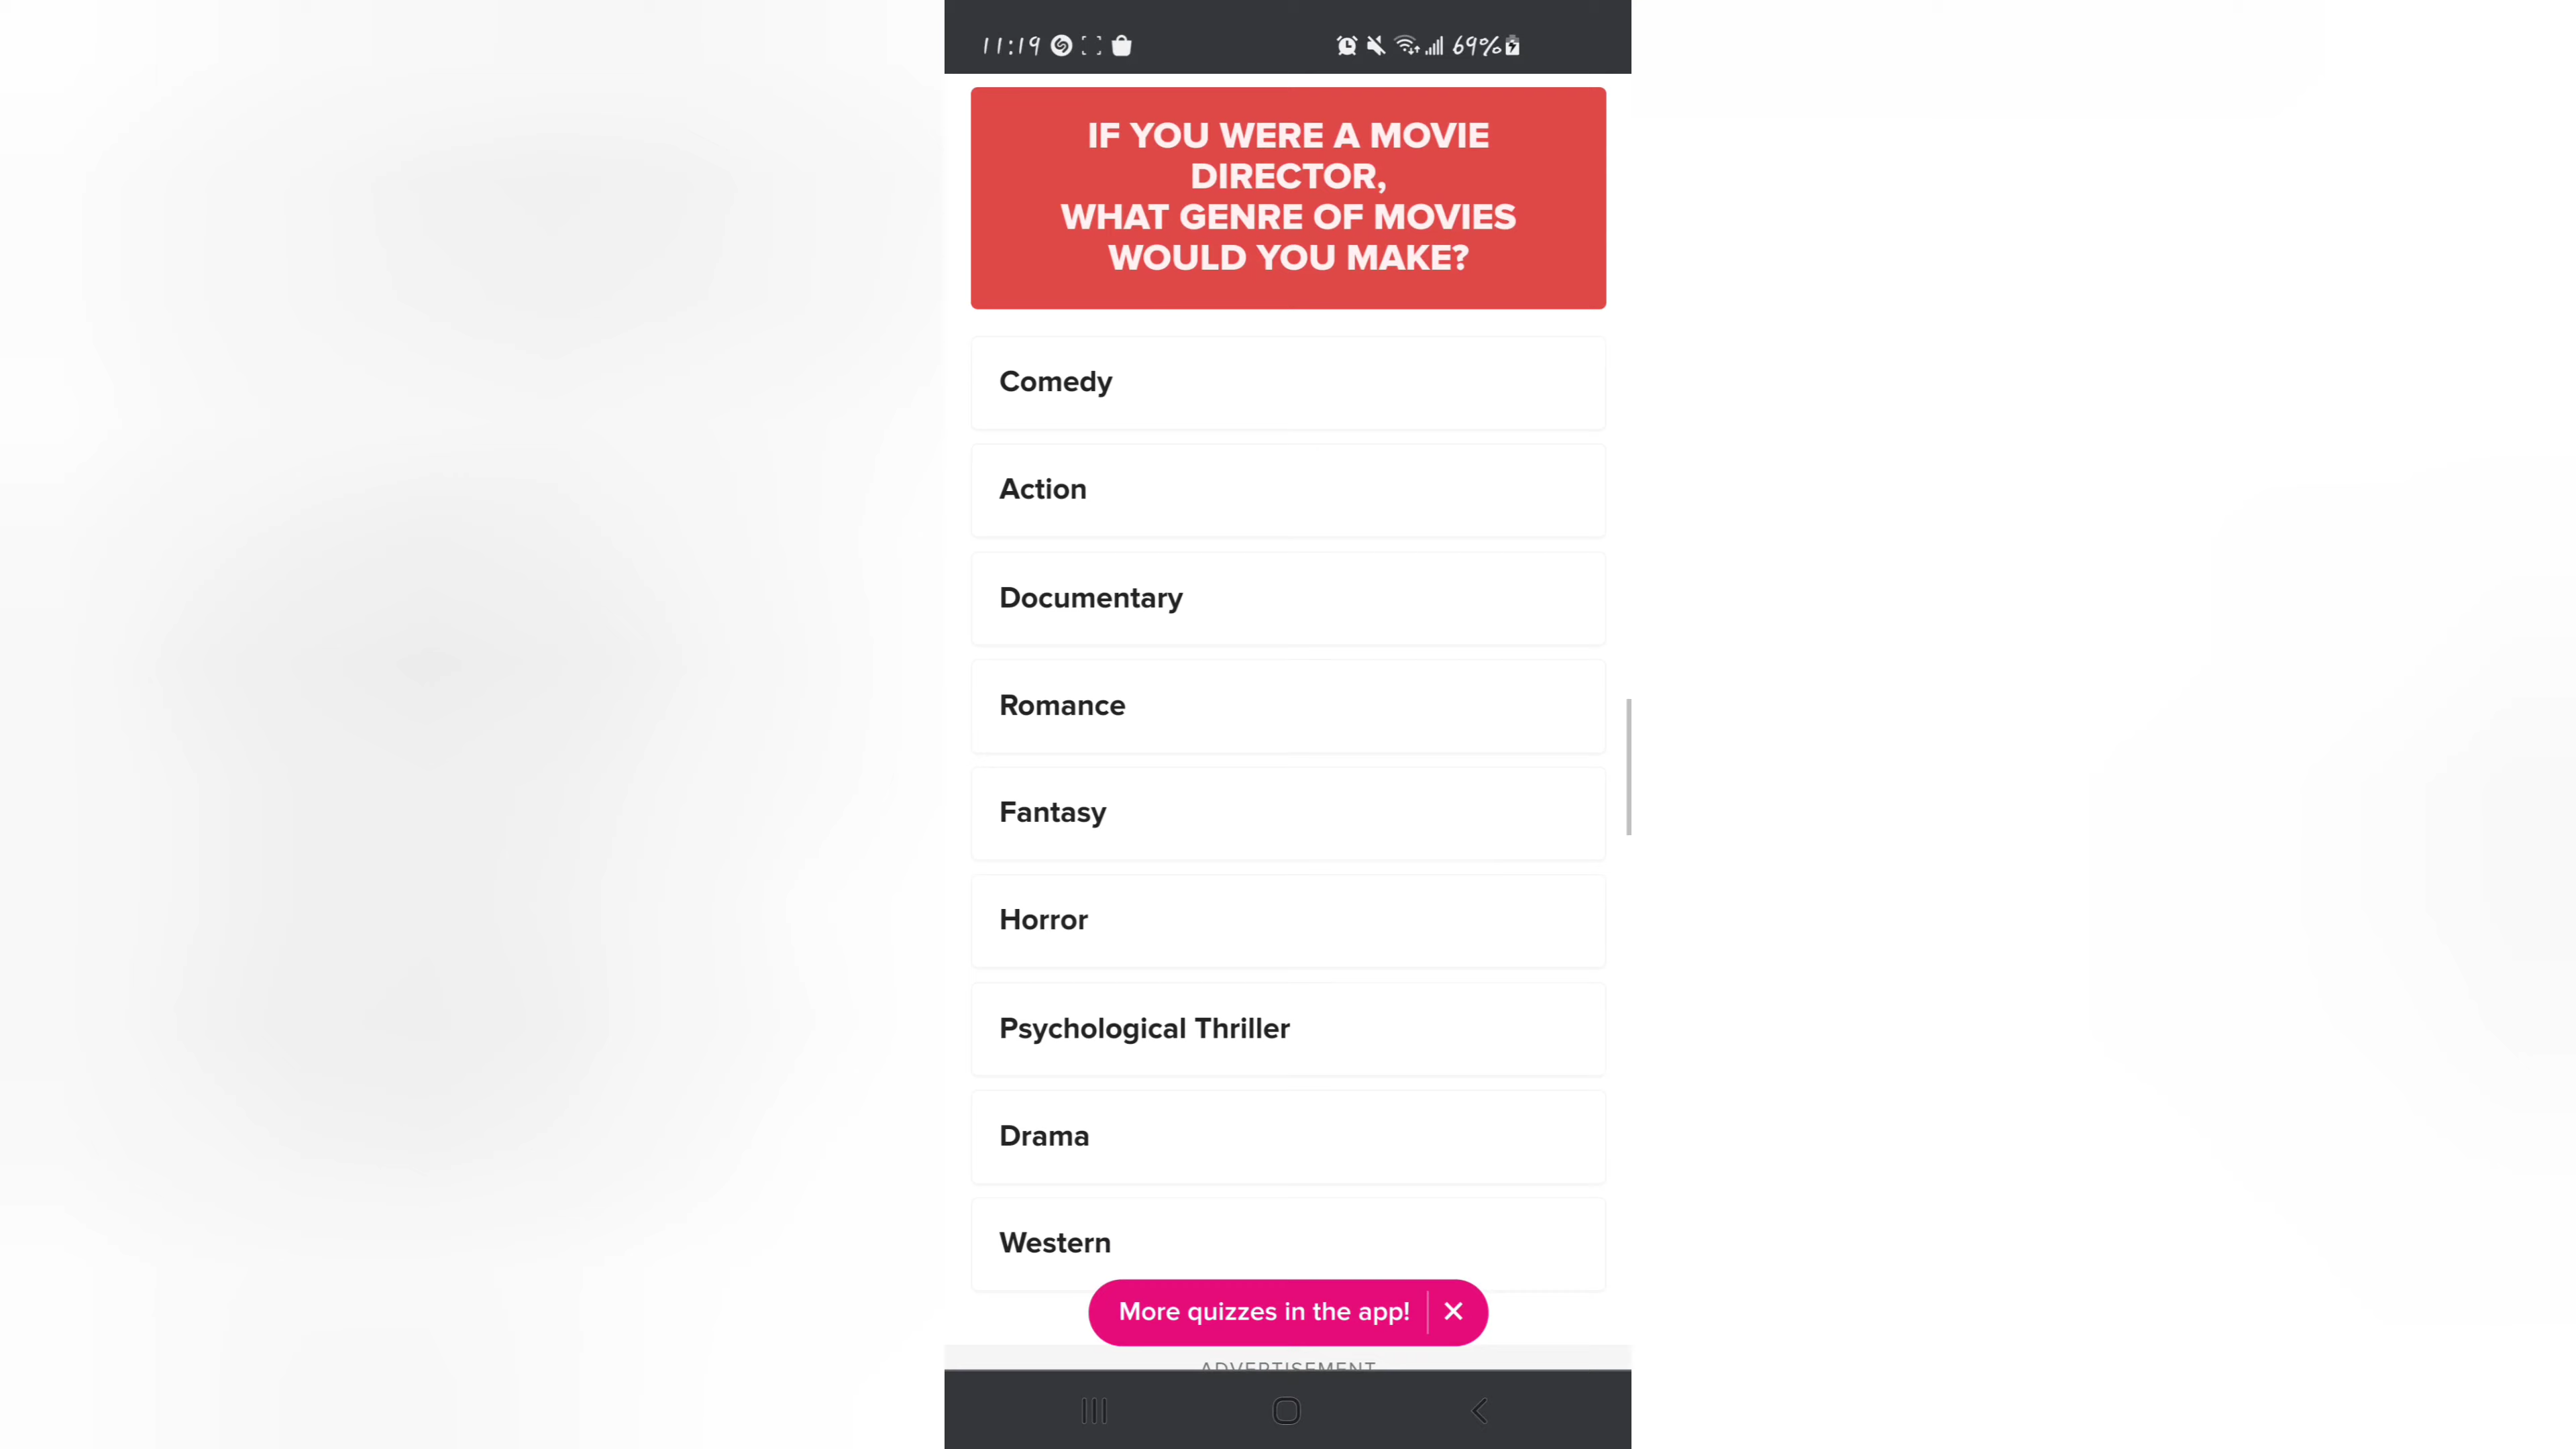 11:19 69%
IF YOU WERE A MOVIE
DIRECTOR,
WHAT GENRE OF MOVIES
WOULD YOU MAKE?
Comedy
Action
Documentary
Romance
Fantasy
Horror
Psychological Thriller
Drama
Western
More quizzes in the app! ×
ADVERTISEMENT